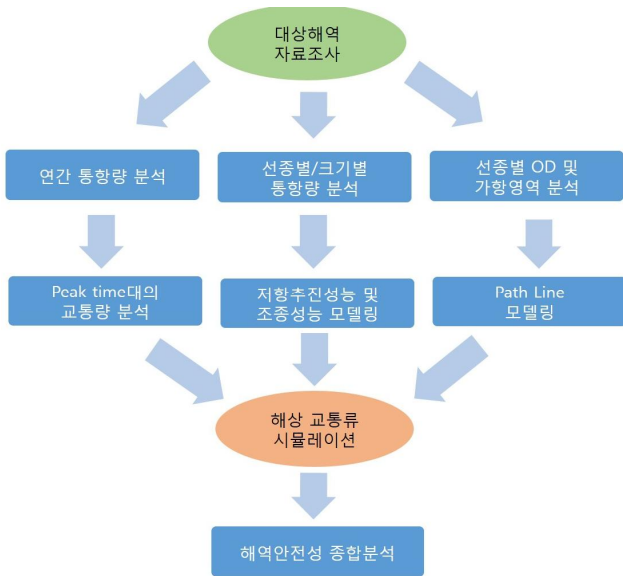 대상해역
자료조사
연간 통항량 분석
선종별/크기별
통항량 분석
선종별 OD 및
가항영역 분석
Peak time대의
교통량 분석
저항추진성능 및
조종성능 모델링
Path Line
모델링
해상 교통류
시뮬레이션
해역안전성 종합분석